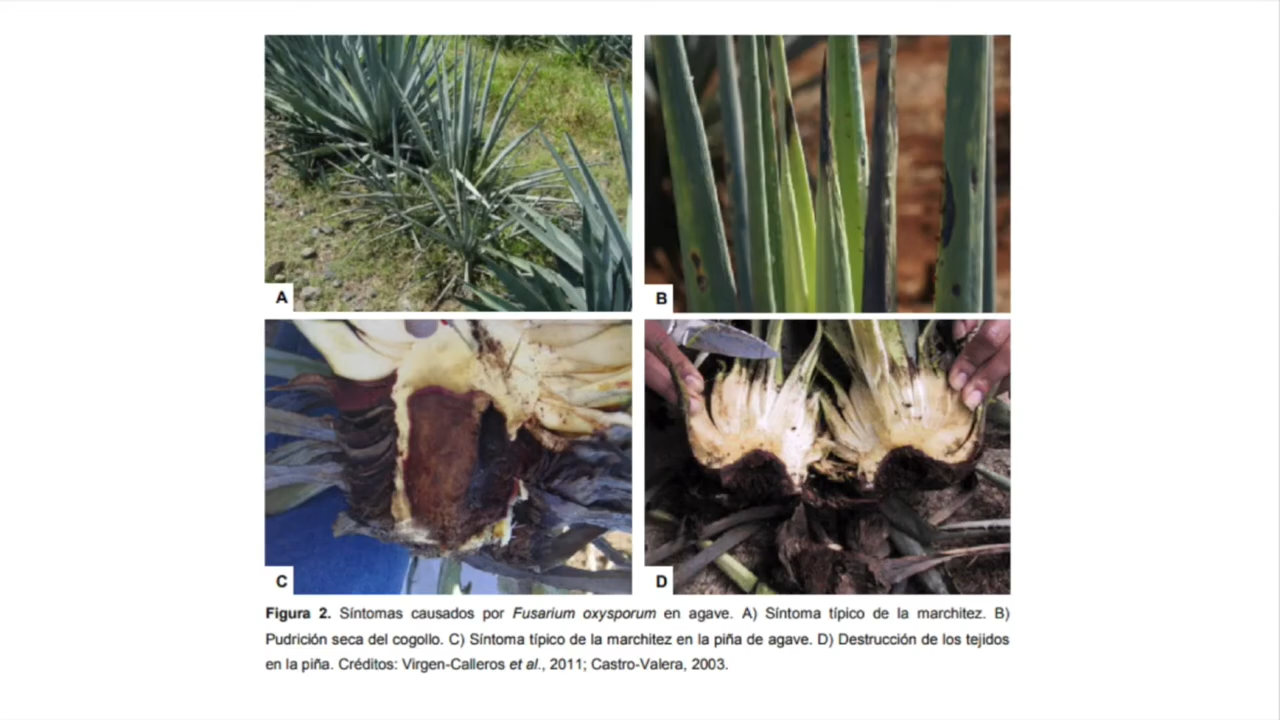 A
B
C
D
Figura 2. Síntomas causados por Fusarium oxysporum en agave. A) Síntoma típico de la marchitez. B)
Pudrición seca del cogollo. C) Síntoma típico de la marchitez en la piña de agave. D) Destrucción de los tejidos
en la piña. Créditos: Virgen-Calleros et al., 2011; Castro-Valera, 2003.